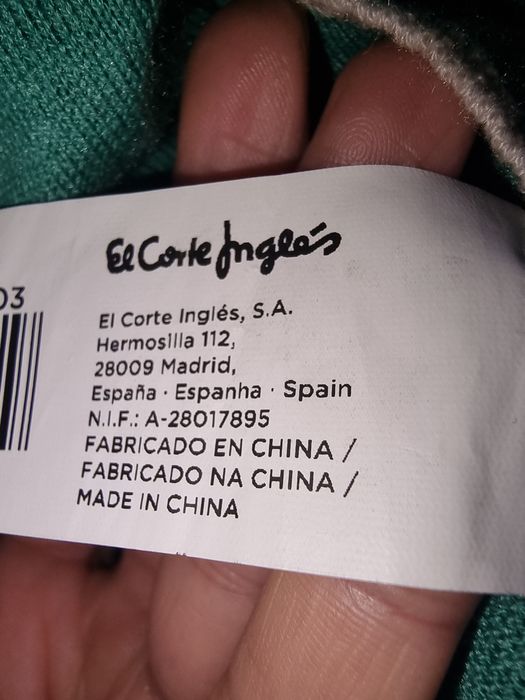 El Corte Inglés
03
El Corte Inglés, S.A.
Hermosilla 112,
28009 Madrid,
España · Espanha · Spain
N.I.F.: A-28017895
FABRICADO EN CHINA /
FABRICADO NA CHINA /
MADE IN CHINA